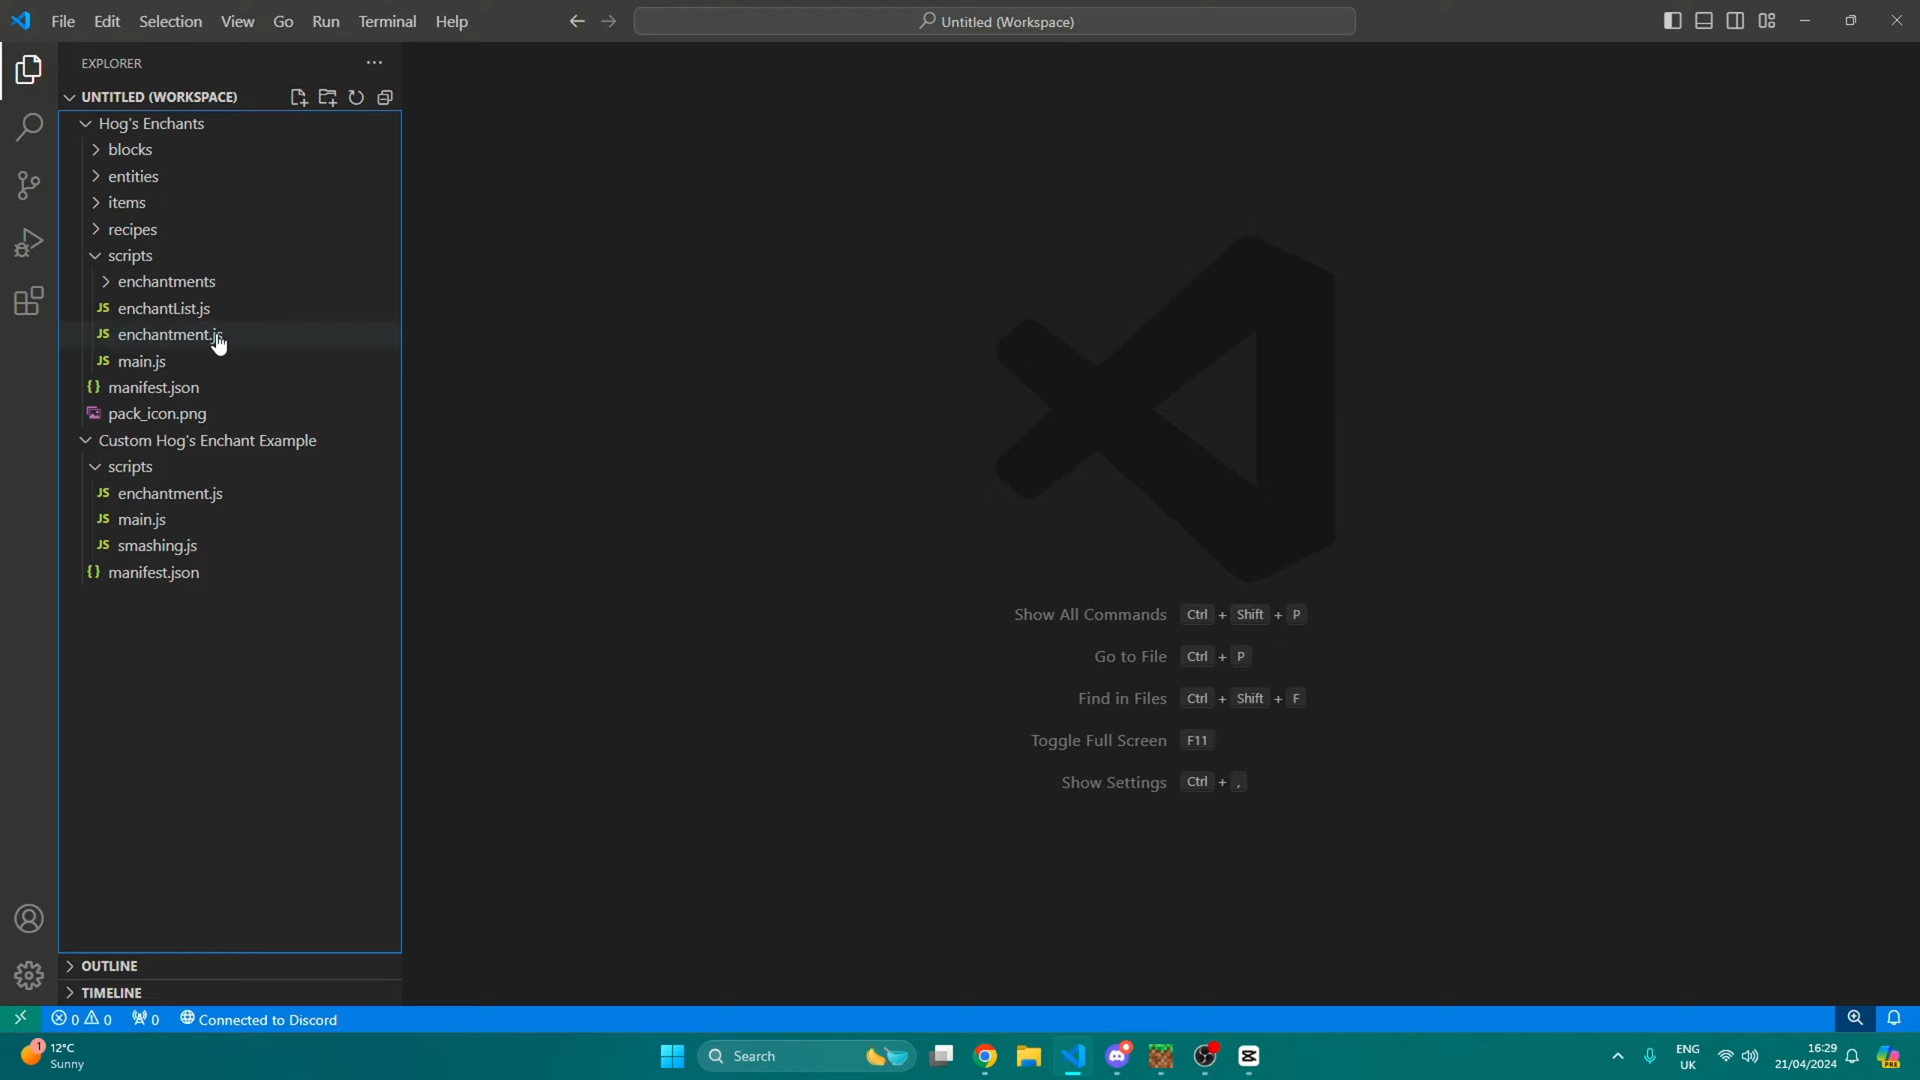 File Edit Selection View Go Run Terminal Help
Untitled (Workspace)
EXPLORER
UNTITLED (WORKSPACE)
Hog's Enchants
blocks
entities
items
recipes
scripts
enchantments
JS enchantList.js
JS enchantment.js
JS main.js
{} manifest.json
pack_icon.png
Custom Hog's Enchant Example
scripts
JS enchantment.js
JS main.js
JS smashing.js
{} manifest.json
Show All Commands Ctrl + Shift + P
Go to File Ctrl + P
Find in Files Ctrl + Shift + F
Toggle Full Screen F11
Show Settings Ctrl + ,
OUTLINE
TIMELINE
0 0 0 Connected to Discord
1 12°C
Sunny
Search
ENG
UK
16:29
21/04/2024
PRE